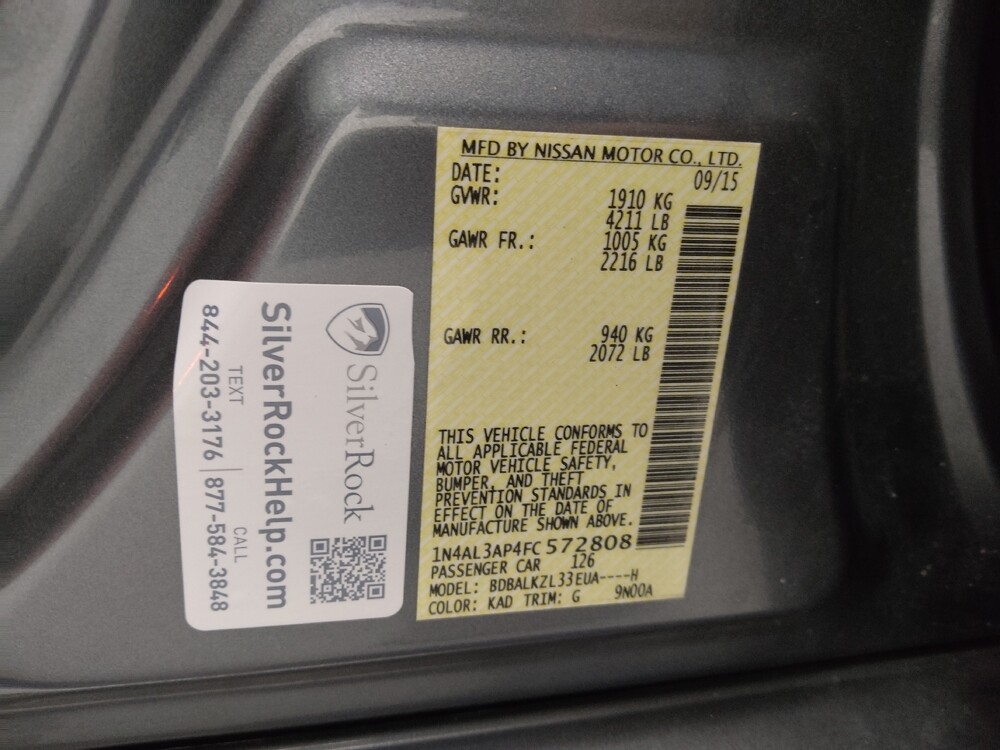 MFD BY NISSAN MOTOR CO., LTD.
DATE: 09/15
GVWR: 1910 KG
4211 LB
GAWR FR.: 1005 KG
2216 LB
GAWR RR.: 940 KG
2072 LB
THIS VEHICLE CONFORMS TO
ALL APPLICABLE FEDERAL
MOTOR VEHICLE SAFETY,
BUMPER, AND THEFT
PREVENTION STANDARDS IN
EFFECT ON THE DATE OF
MANUFACTURE SHOWN ABOVE.
1N4AL3AP4FC572808
PASSENGER CAR 126
MODEL: BDBALKZL33EUA----H
COLOR: KAD TRIM: G 9N00A
SilverRock
SilverRockHelp.com
TEXT CALL
844-203-3176 | 877-584-3848